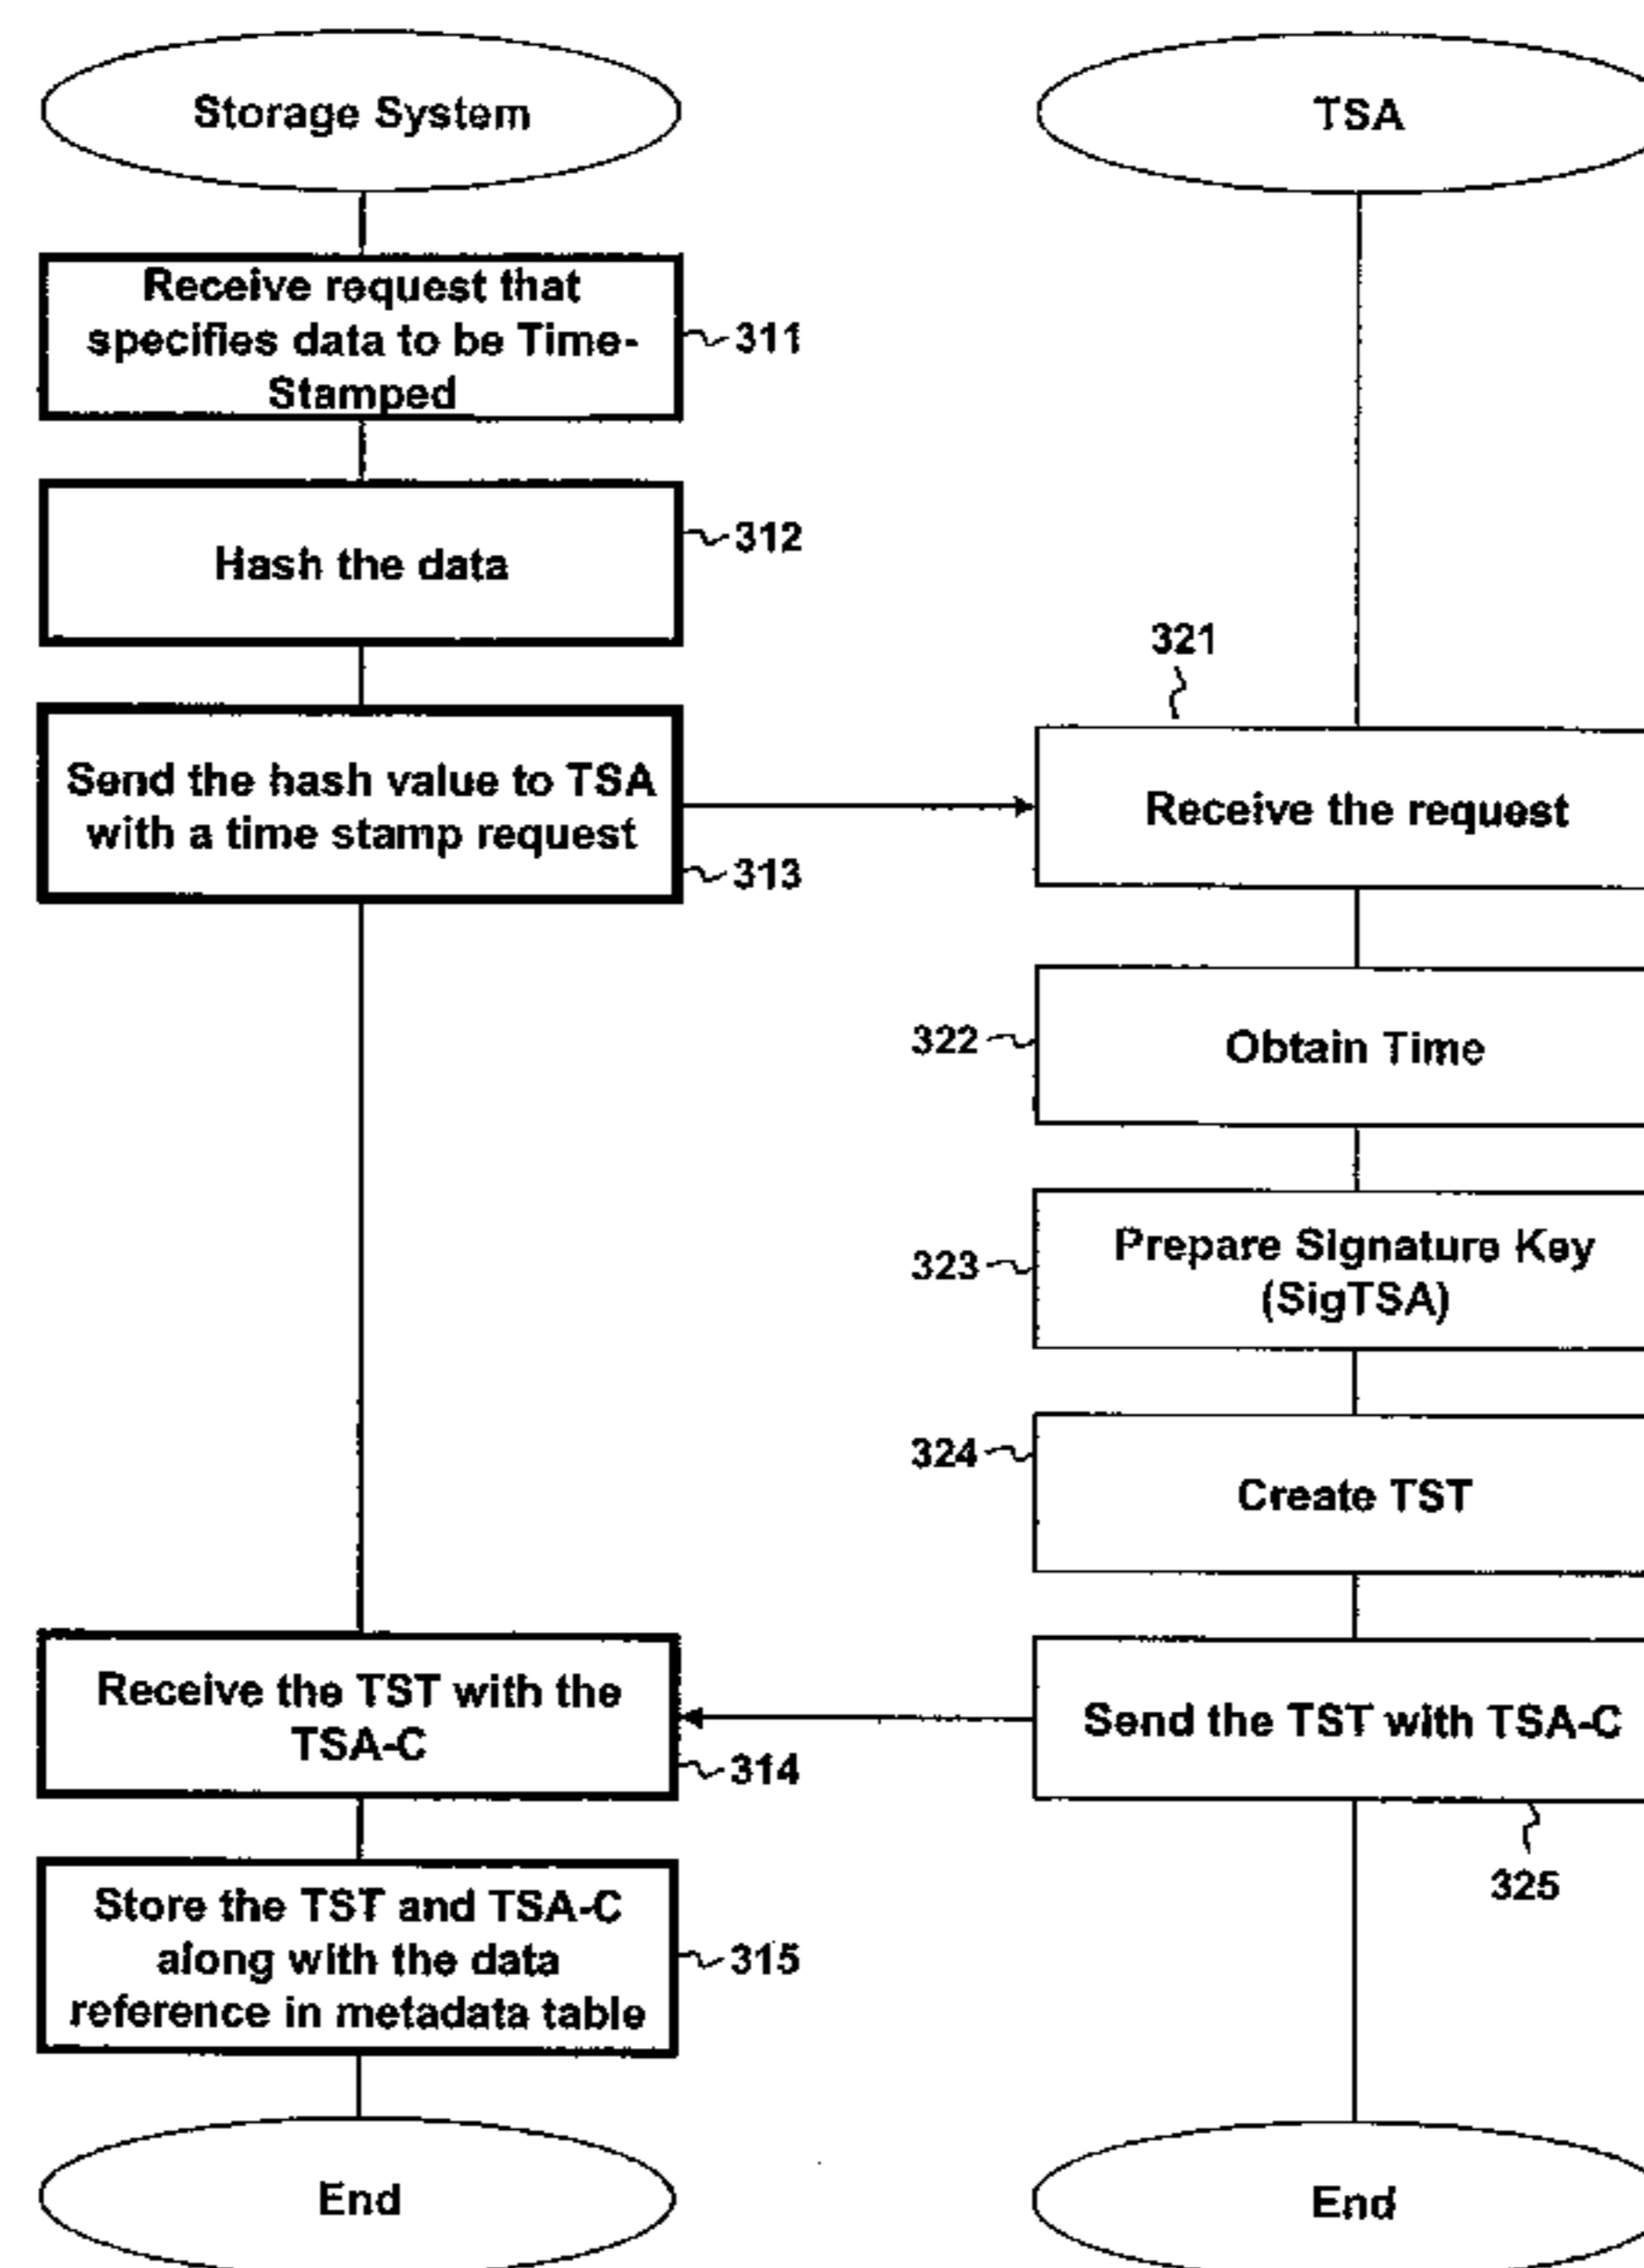 Storage System
Receive request that
specifies data to be Time-
Stamped
311
Hash the data
312
Send the hash value to TSA
with a time stamp request
313
Receive the TST with the
TSA-C
314
Store the TST and TSA-C
along with the data
reference in metadata table
315
End
TSA
321
Receive the request
322
Obtain Time
323
Prepare Signature Key
(SigTSA)
324
Create TST
Send the TST with TSA-C
325
End